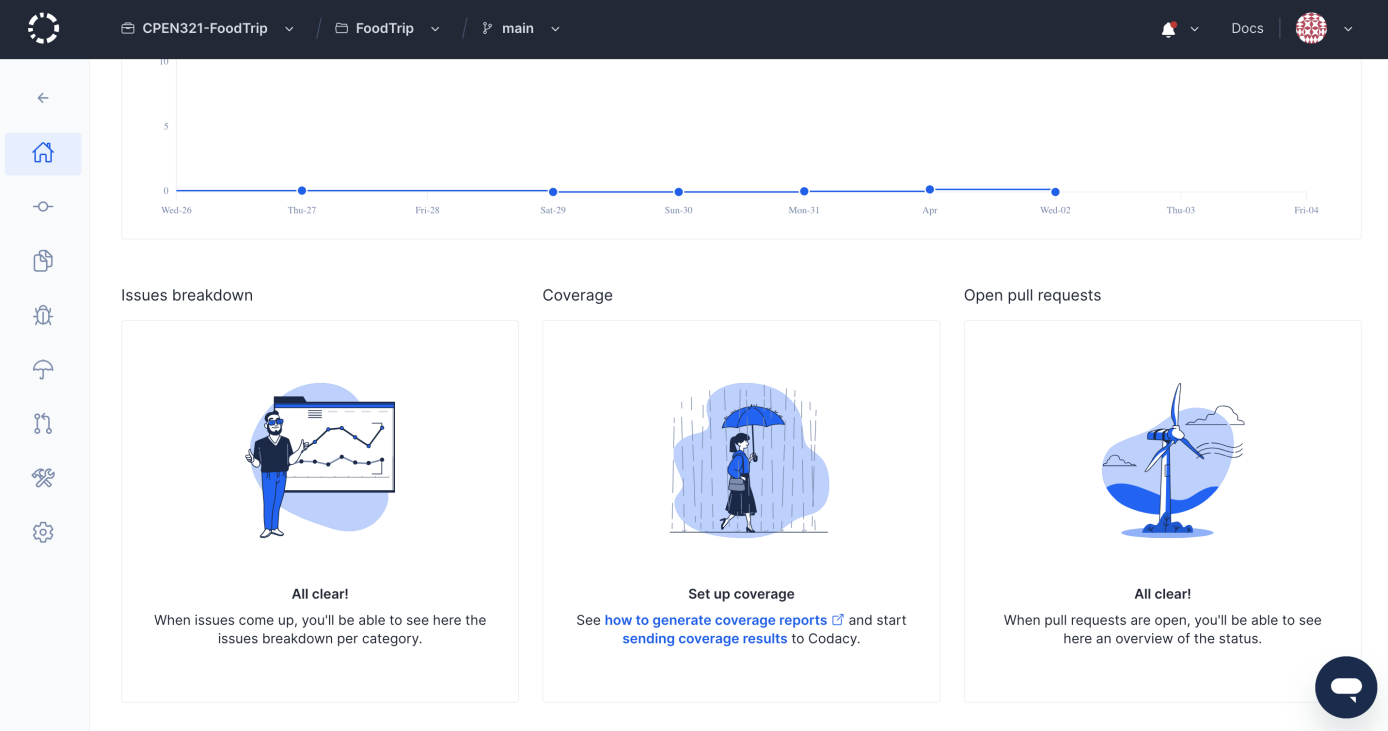 CPEN321-FoodTrip
FoodTrip
main
Docs
10
5
0
Wed-26 Thu-27 Fri-28 Sat-29 Sun-30 Mon-31 Apr Wed-02 Thu-03 Fri-04
Issues breakdown
All clear!
When issues come up, you'll be able to see here the
issues breakdown per category.
Coverage
Set up coverage
See how to generate coverage reports and start
sending coverage results to Codacy.
Open pull requests
All clear!
When pull requests are open, you'll be able to see
here an overview of the status.